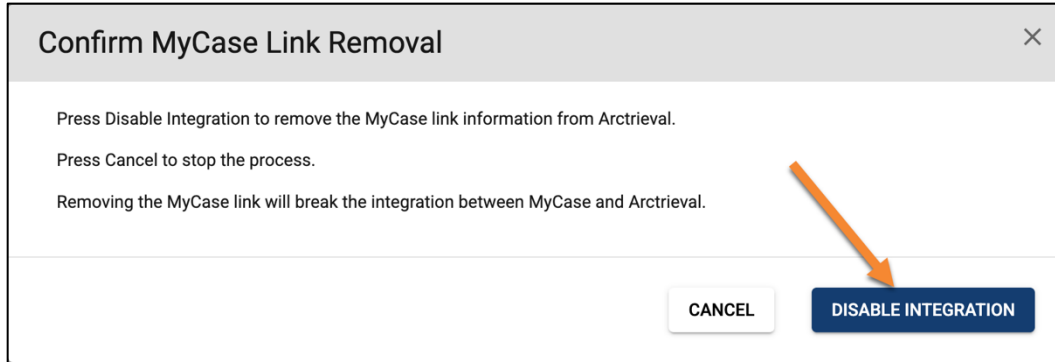 Confirm MyCase Link Removal
Press Disable Integration to remove the MyCase link information from Arctrieval.
Press Cancel to stop the process.
Removing the MyCase link will break the integration between MyCase and Arctrieval.
CANCEL
DISABLE INTEGRATION